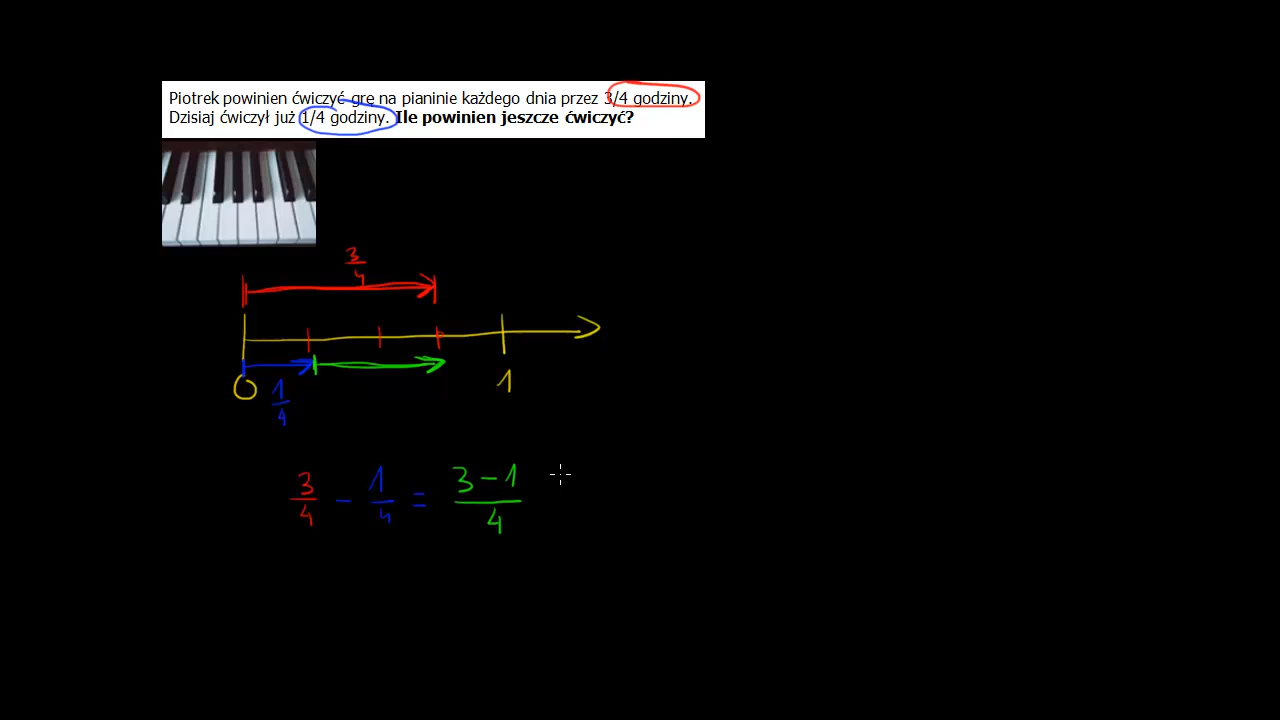 Piotrek powinien ćwiczyć grę na pianinie każdego dnia przez 3/4 godziny.
Dzisiaj ćwiczył już 1/4 godziny. Ile powinien jeszcze ćwiczyć?
3/4
0 1/4 1
3/4 - 1/4 = (3-1)/4